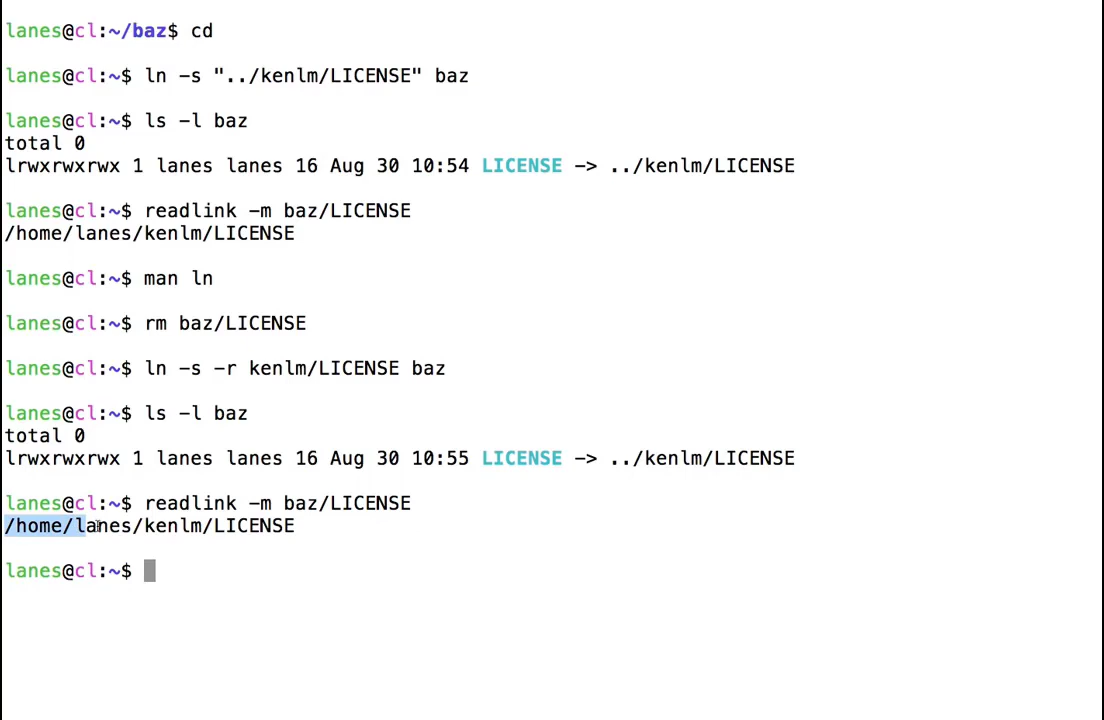 lanes@cl:~/baz$ cd
lanes@cl:~$ ln -s "../kenlm/LICENSE" baz
lanes@cl:~$ ls -l baz
total 0
lrwxrwxrwx 1 lanes lanes 16 Aug 30 10:54 LICENSE -> ../kenlm/LICENSE
lanes@cl:~$ readlink -m baz/LICENSE
/home/lanes/kenlm/LICENSE
lanes@cl:~$ man ln
lanes@cl:~$ rm baz/LICENSE
lanes@cl:~$ ln -s -r kenlm/LICENSE baz
lanes@cl:~$ ls -l baz
total 0
lrwxrwxrwx 1 lanes lanes 16 Aug 30 10:55 LICENSE -> ../kenlm/LICENSE
lanes@cl:~$ readlink -m baz/LICENSE
/home/lanes/kenlm/LICENSE
lanes@cl:~$